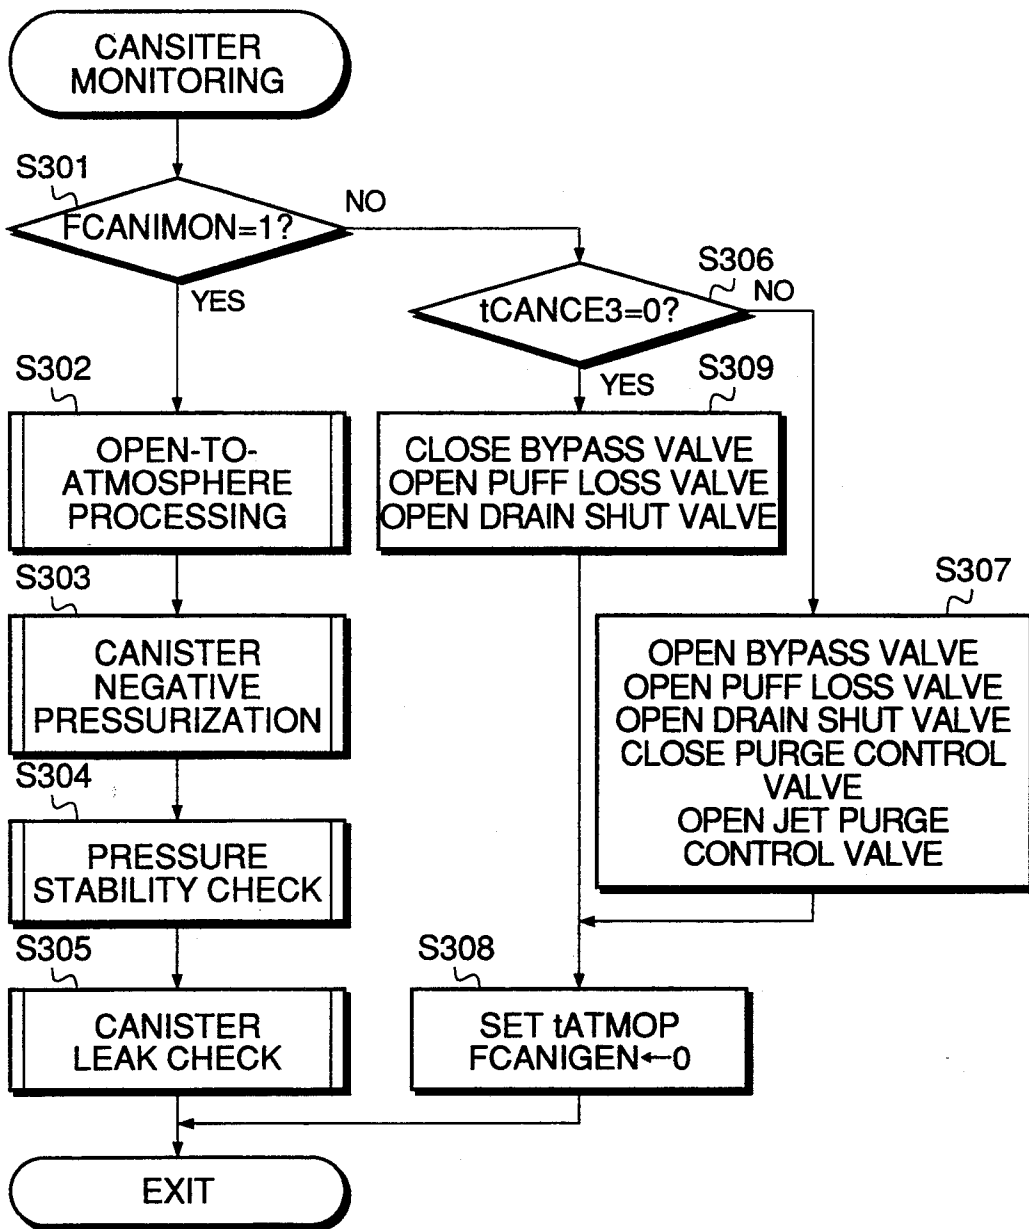 CANSITER
MONITORING
S301
FCANIMON=1?
NO
YES
S306
tCANCE3=0?
NO
YES
S302
OPEN-TO-
ATMOSPHERE
PROCESSING
S309
CLOSE BYPASS VALVE
OPEN PUFF LOSS VALVE
OPEN DRAIN SHUT VALVE
S303
CANISTER
NEGATIVE
PRESSURIZATION
S307
OPEN BYPASS VALVE
OPEN PUFF LOSS VALVE
OPEN DRAIN SHUT VALVE
CLOSE PURGE CONTROL
VALVE
OPEN JET PURGE
CONTROL VALVE
S304
PRESSURE
STABILITY CHECK
S305
CANISTER
LEAK CHECK
S308
SET tATMOP
FCANIGEN←0
EXIT